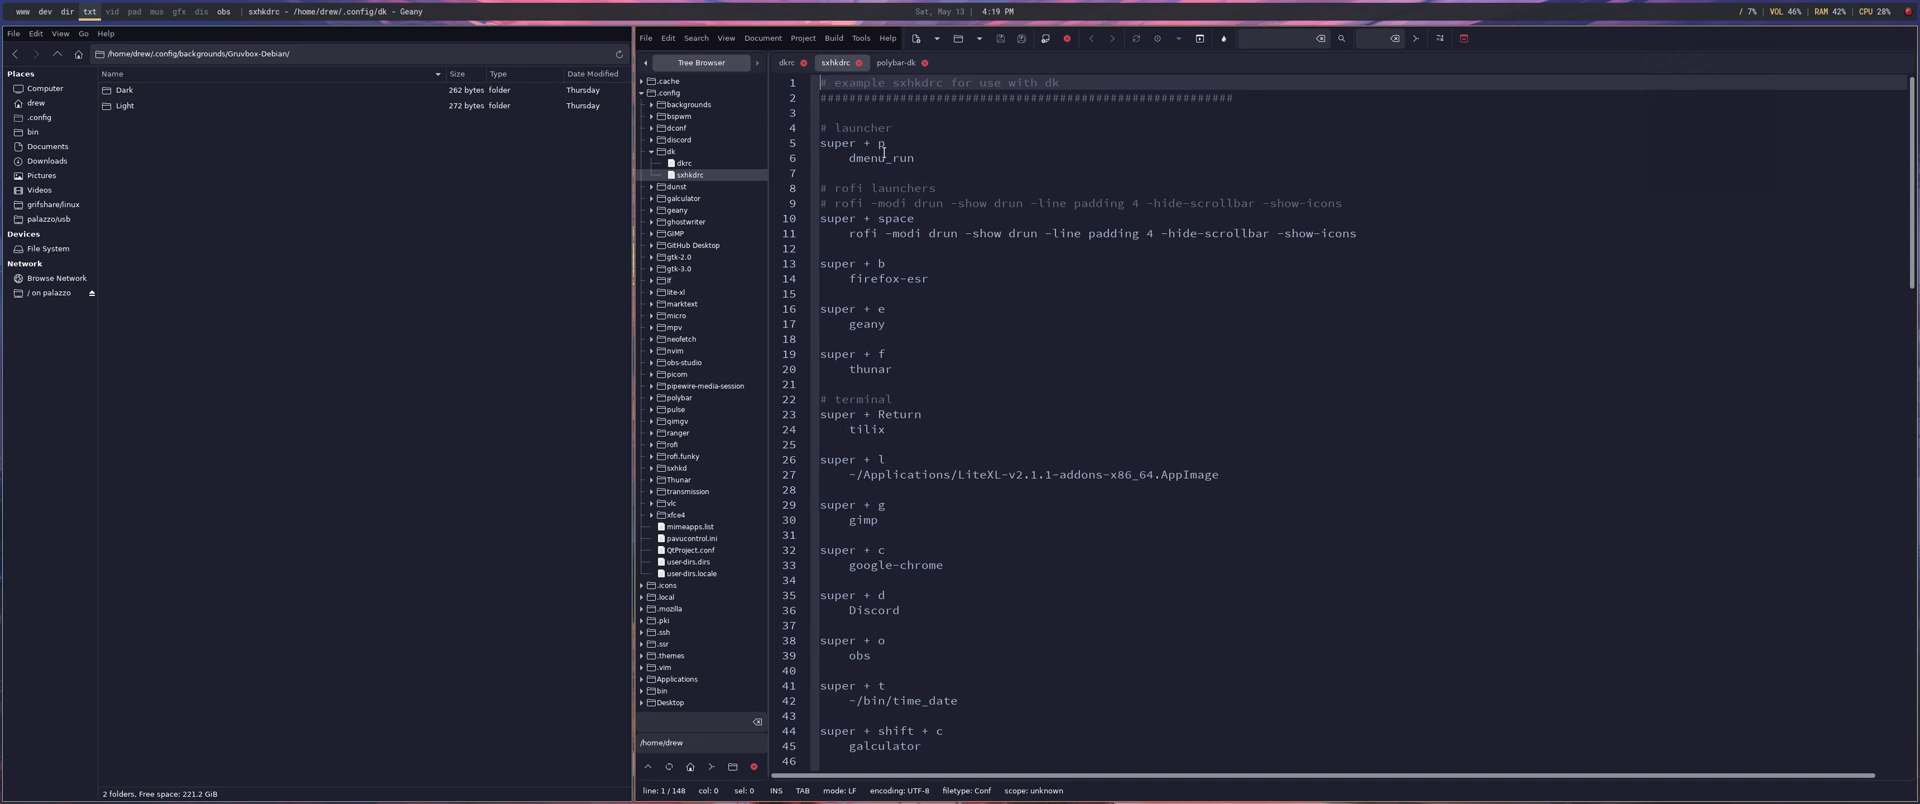 www dev dir txt vid pad mus gfx dis obs | sxhkdrc - /home/drew/.config/dk - Geany
Sat, May 13 4:19 PM
/ 7% | VOL 46% | RAM 42% | CPU 28%
File Edit View Go Help
/home/drew/.config/backgrounds/Gruvbox-Debian/
Places
Computer
drew
.config
bin
Documents
Downloads
Pictures
Videos
grifshare/linux
palazzo/usb
Devices
File System
Network
Browse Network
/ on palazzo
Name Size Type Date Modified
Dark 262 bytes folder Thursday
Light 272 bytes folder Thursday
2 folders, Free space: 221.2 GiB
File Edit Search View Document Project Build Tools Help
Tree Browser
.cache
.config
backgrounds
bspwm
dconf
discord
dk
dkrc
sxhkdrc
dunst
galculator
geany
ghostwriter
GIMP
GitHub Desktop
gtk-2.0
gtk-3.0
lf
lite-xl
marktext
micro
mpv
neofetch
nvim
obs-studio
picom
pipewire-media-session
polybar
pulse
qimgv
ranger
rofi
rofi.funky
sxhkd
Thunar
transmission
vlc
xfce4
mimeapps.list
pavucontrol.ini
QtProject.conf
user-dirs.dirs
user-dirs.locale
.icons
.local
.mozilla
.pki
.ssh
.ssr
.themes
.vim
Applications
bin
Desktop
/home/drew
dkrc sxhkdrc polybar-dk
1 # example sxhkdrc for use with dk
2 #########################################################
3
4 # launcher
5 super + p
6 dmenu_run
7
8 # rofi launchers
9 # rofi -modi drun -show drun -line padding 4 -hide-scrollbar -show-icons
10 super + space
11 rofi -modi drun -show drun -line padding 4 -hide-scrollbar -show-icons
12
13 super + b
14 firefox-esr
15
16 super + e
17 geany
18
19 super + f
20 thunar
21
22 # terminal
23 super + Return
24 tilix
25
26 super + l
27 ~/Applications/LiteXL-v2.1.1-addons-x86_64.AppImage
28
29 super + g
30 gimp
31
32 super + c
33 google-chrome
34
35 super + d
36 Discord
37
38 super + o
39 obs
40
41 super + t
42 ~/bin/time_date
43
44 super + shift + c
45 galculator
46
line: 1 / 148 col: 0 sel: 0 INS TAB mode: LF encoding: UTF-8 filetype: Conf scope: unknown